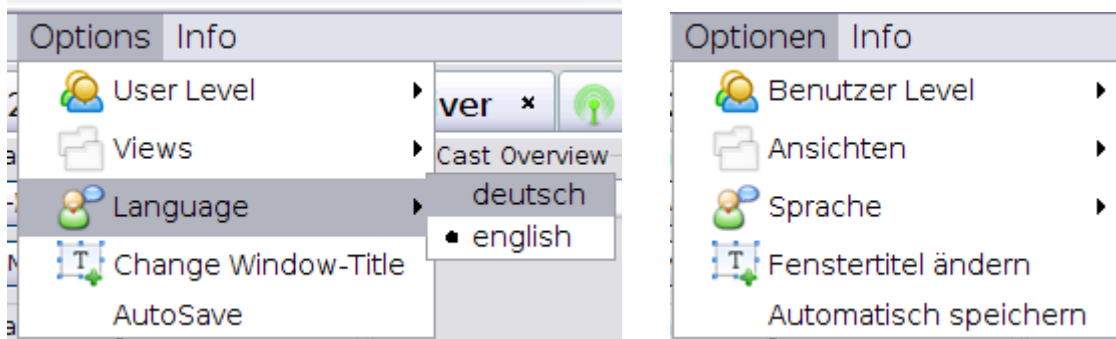 Options Info
User Level
Views
Language
Change Window-Title
AutoSave
ver ×
Cast Overview
deutsch
english
Optionen Info
Benutzer Level
Ansichten
Sprache
Fenstertitel ändern
Automatisch speichern